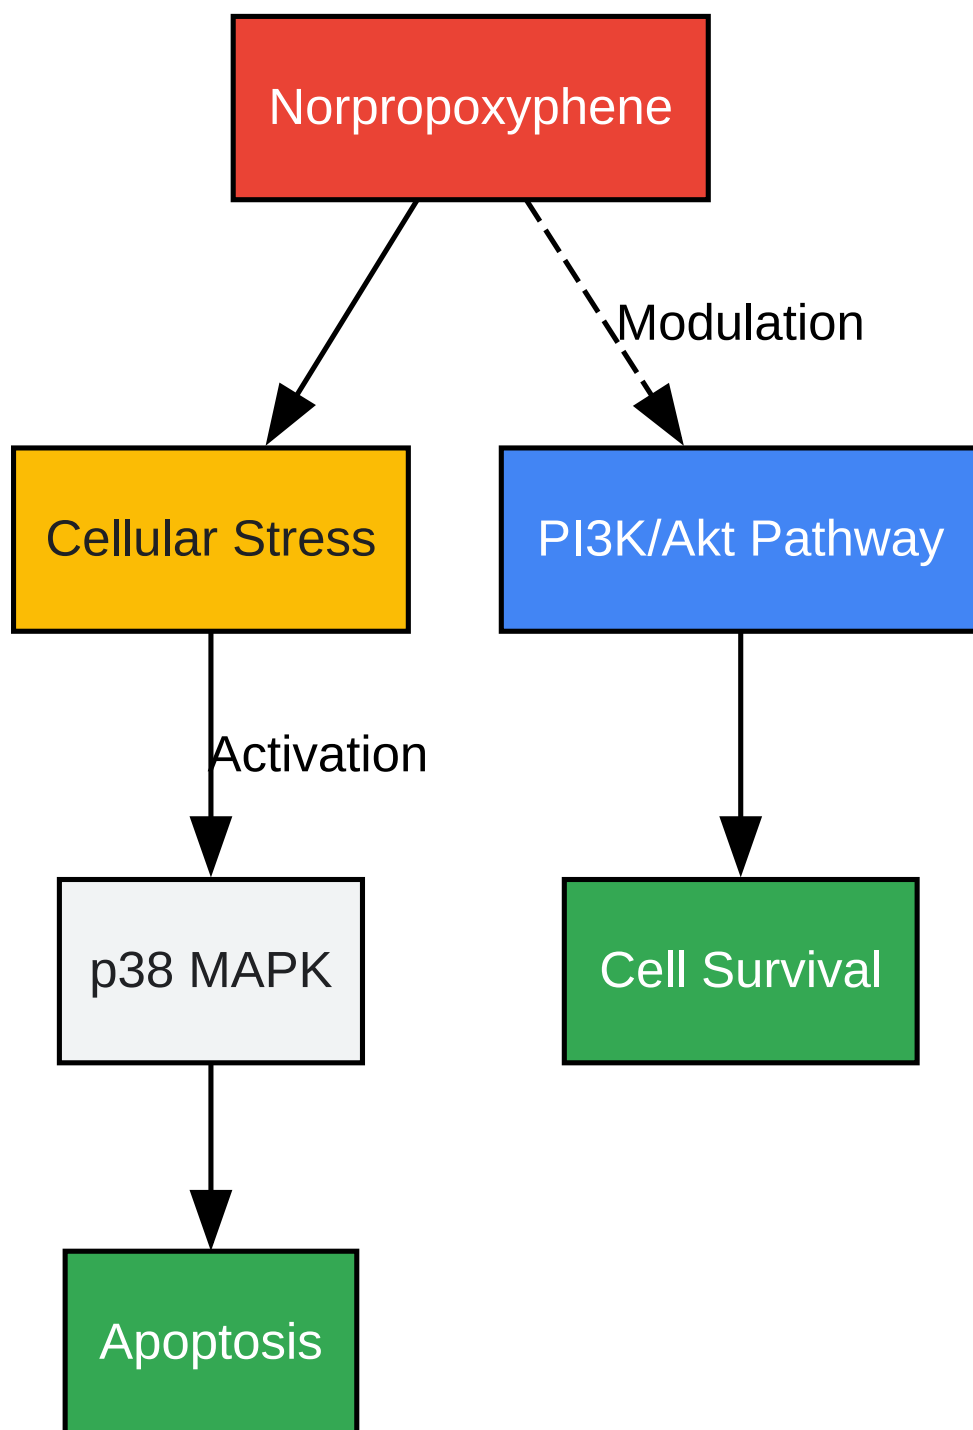 Norpropoxyphene
Modulation
Cellular Stress
PI3K/Akt Pathway
Activation
p38 MAPK
Cell Survival
Apoptosis